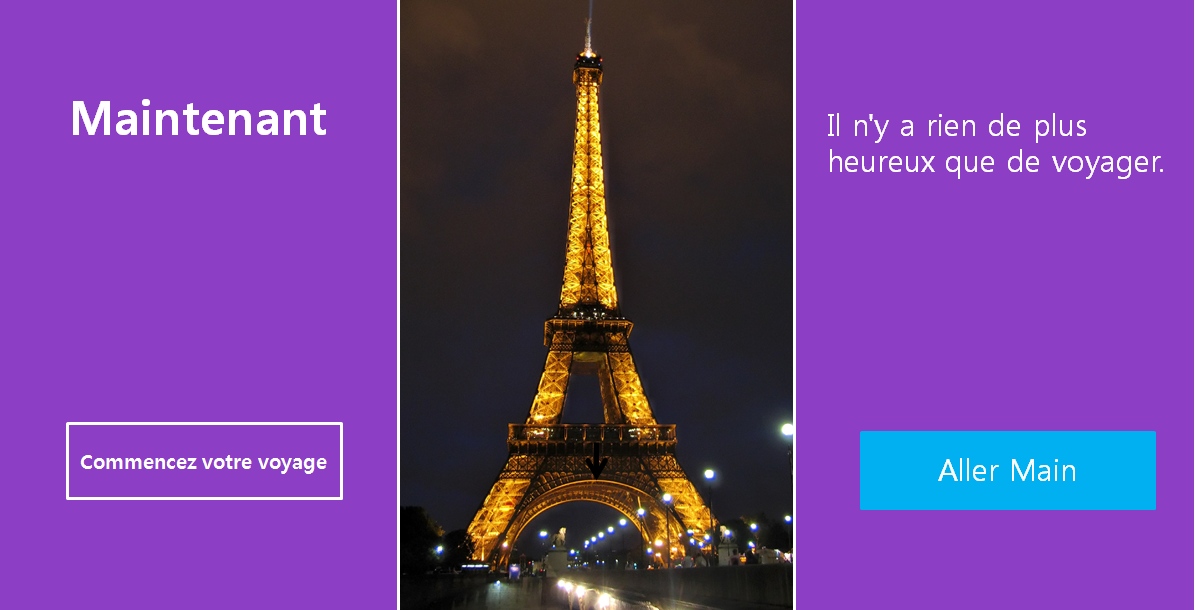 Maintenant
Commencez votre voyage
Il n'y a rien de plus
heureux que de voyager.
Aller Main